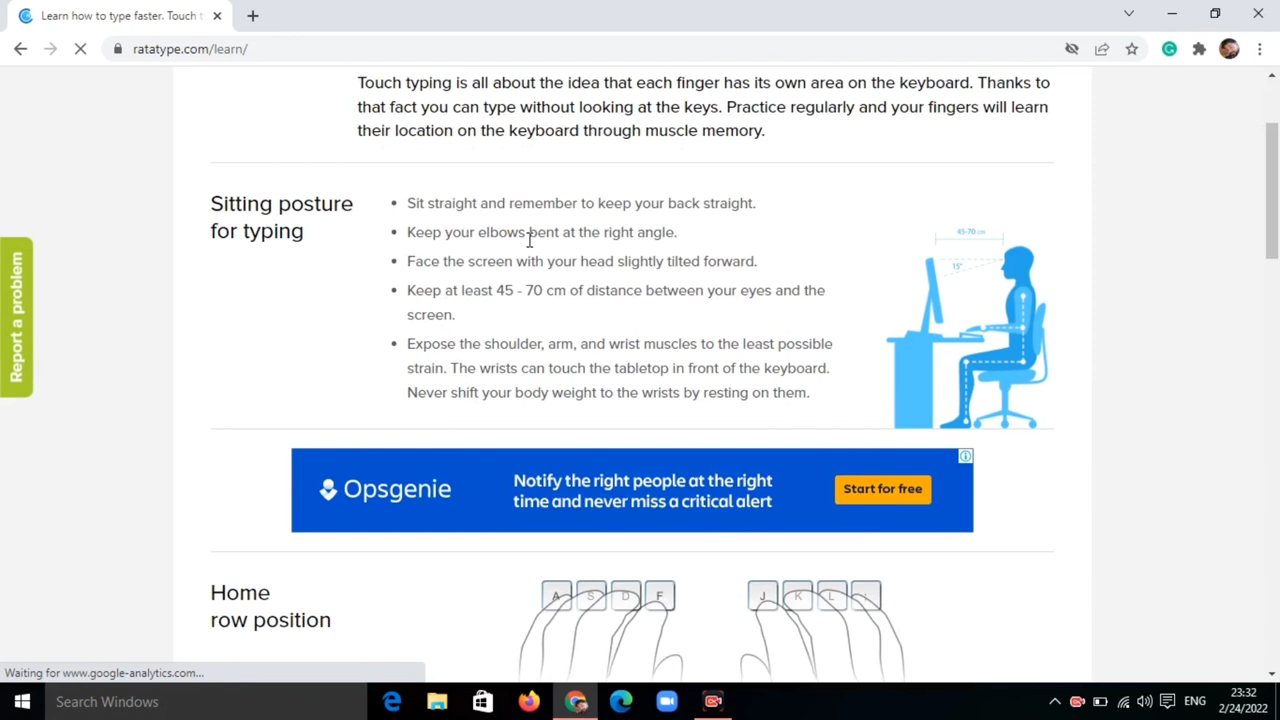 Learn how to type faster. Touch t
ratatype.com/learn/
Touch typing is all about the idea that each finger has its own area on the keyboard. Thanks to
that fact you can type without looking at the keys. Practice regularly and your fingers will learn
their location on the keyboard through muscle memory.
Sitting posture
for typing
Sit straight and remember to keep your back straight.
Keep your elbows bent at the right angle.
Face the screen with your head slightly tilted forward.
Keep at least 45 - 70 cm of distance between your eyes and the
screen.
Expose the shoulder, arm, and wrist muscles to the least possible
strain. The wrists can touch the tabletop in front of the keyboard.
Never shift your body weight to the wrists by resting on them.
45-70 cm
15°
Report a problem
Opsgenie
Notify the right people at the right
time and never miss a critical alert
Start for free
Home
row position
A S D F J K L ;
Waiting for www.google-analytics.com...
Search Windows
ENG
23:32
2/24/2022